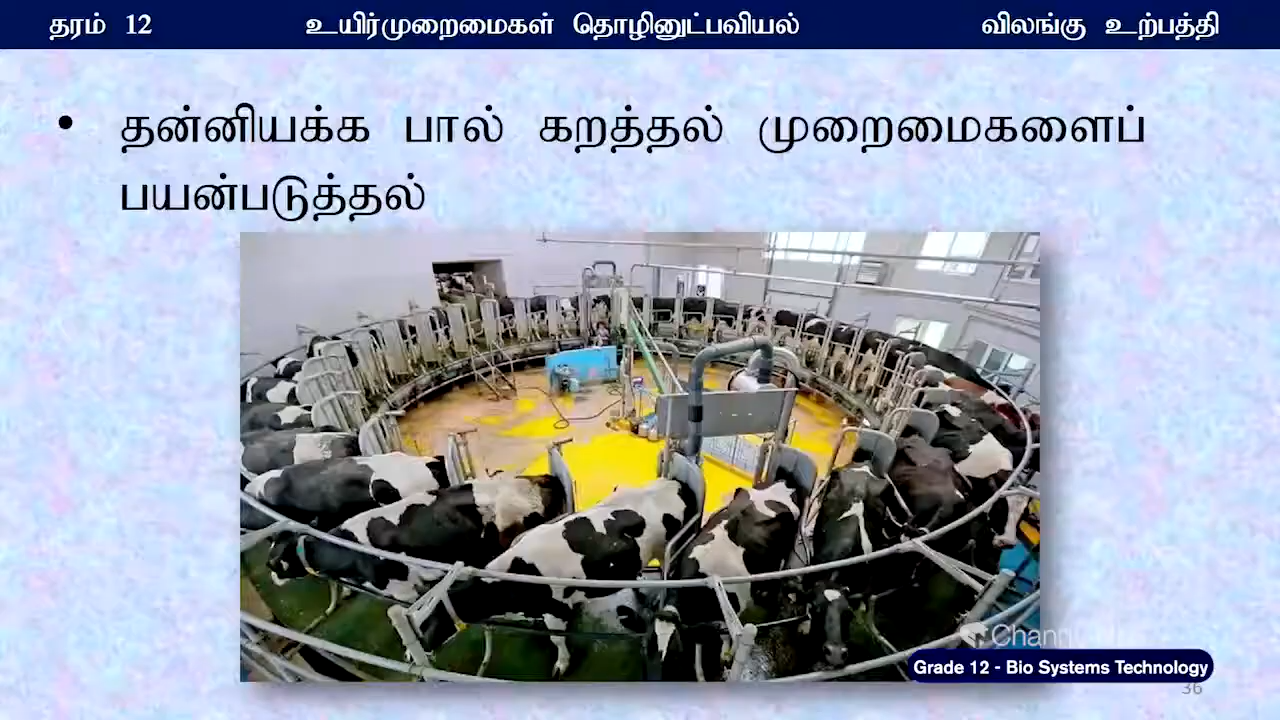 தரம் 12 உயிர்முறைமைகள் தொழினுட்பவியல் விலங்கு உற்பத்தி
• தன்னியக்க பால் கறத்தல் முறைமைகளைப்
பயன்படுத்தல்
Grade 12 - Bio Systems Technology
36